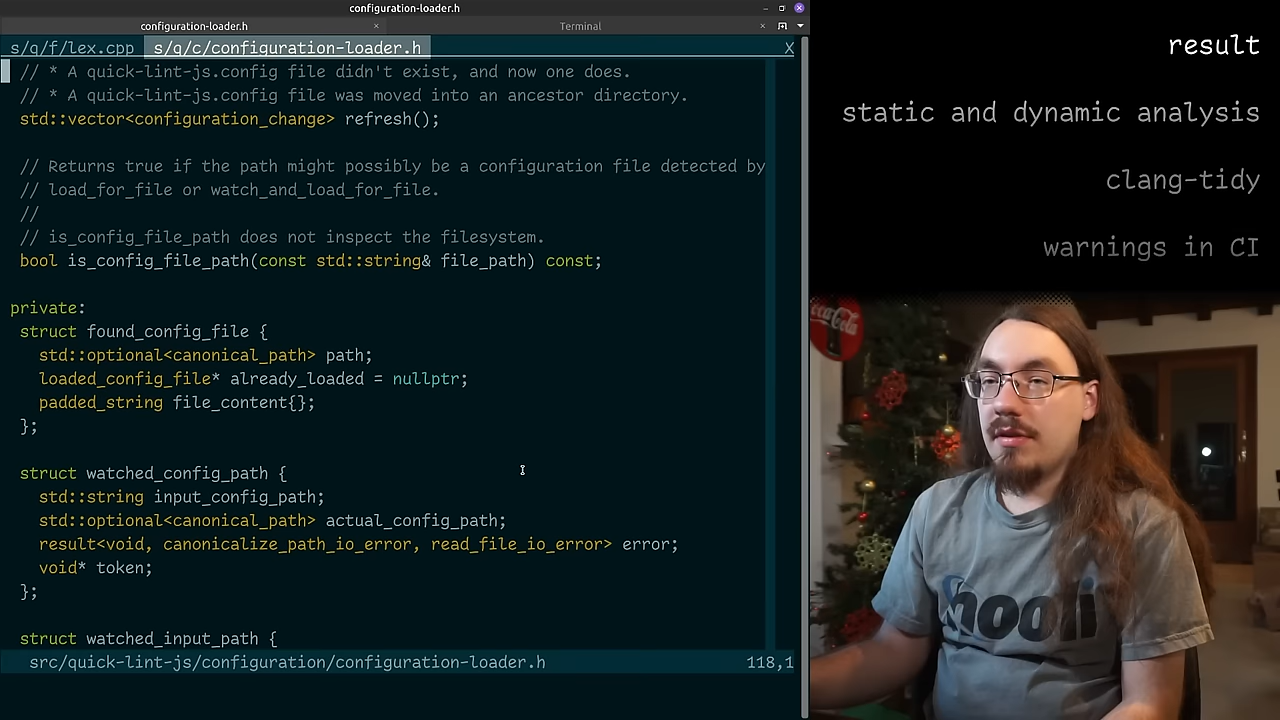 configuration-loader.h
configuration-loader.h × Terminal ×
s/q/f/lex.cpp s/q/c/configuration-loader.h X
// * A quick-lint-js.config file didn't exist, and now one does.
// * A quick-lint-js.config file was moved into an ancestor directory.
std::vector<configuration_change> refresh();
// Returns true if the path might possibly be a configuration file detected by
// load_for_file or watch_and_load_for_file.
//
// is_config_file_path does not inspect the filesystem.
bool is_config_file_path(const std::string& file_path) const;
private:
struct found_config_file {
std::optional<canonical_path> path;
loaded_config_file* already_loaded = nullptr;
padded_string file_content{};
};
struct watched_config_path {
std::string input_config_path;
std::optional<canonical_path> actual_config_path;
result<void, canonicalize_path_io_error, read_file_io_error> error;
void* token;
};
struct watched_input_path {
src/quick-lint-js/configuration/configuration-loader.h 118,1
result
static and dynamic analysis
clang-tidy
warnings in CI
Coca-Cola
hooli